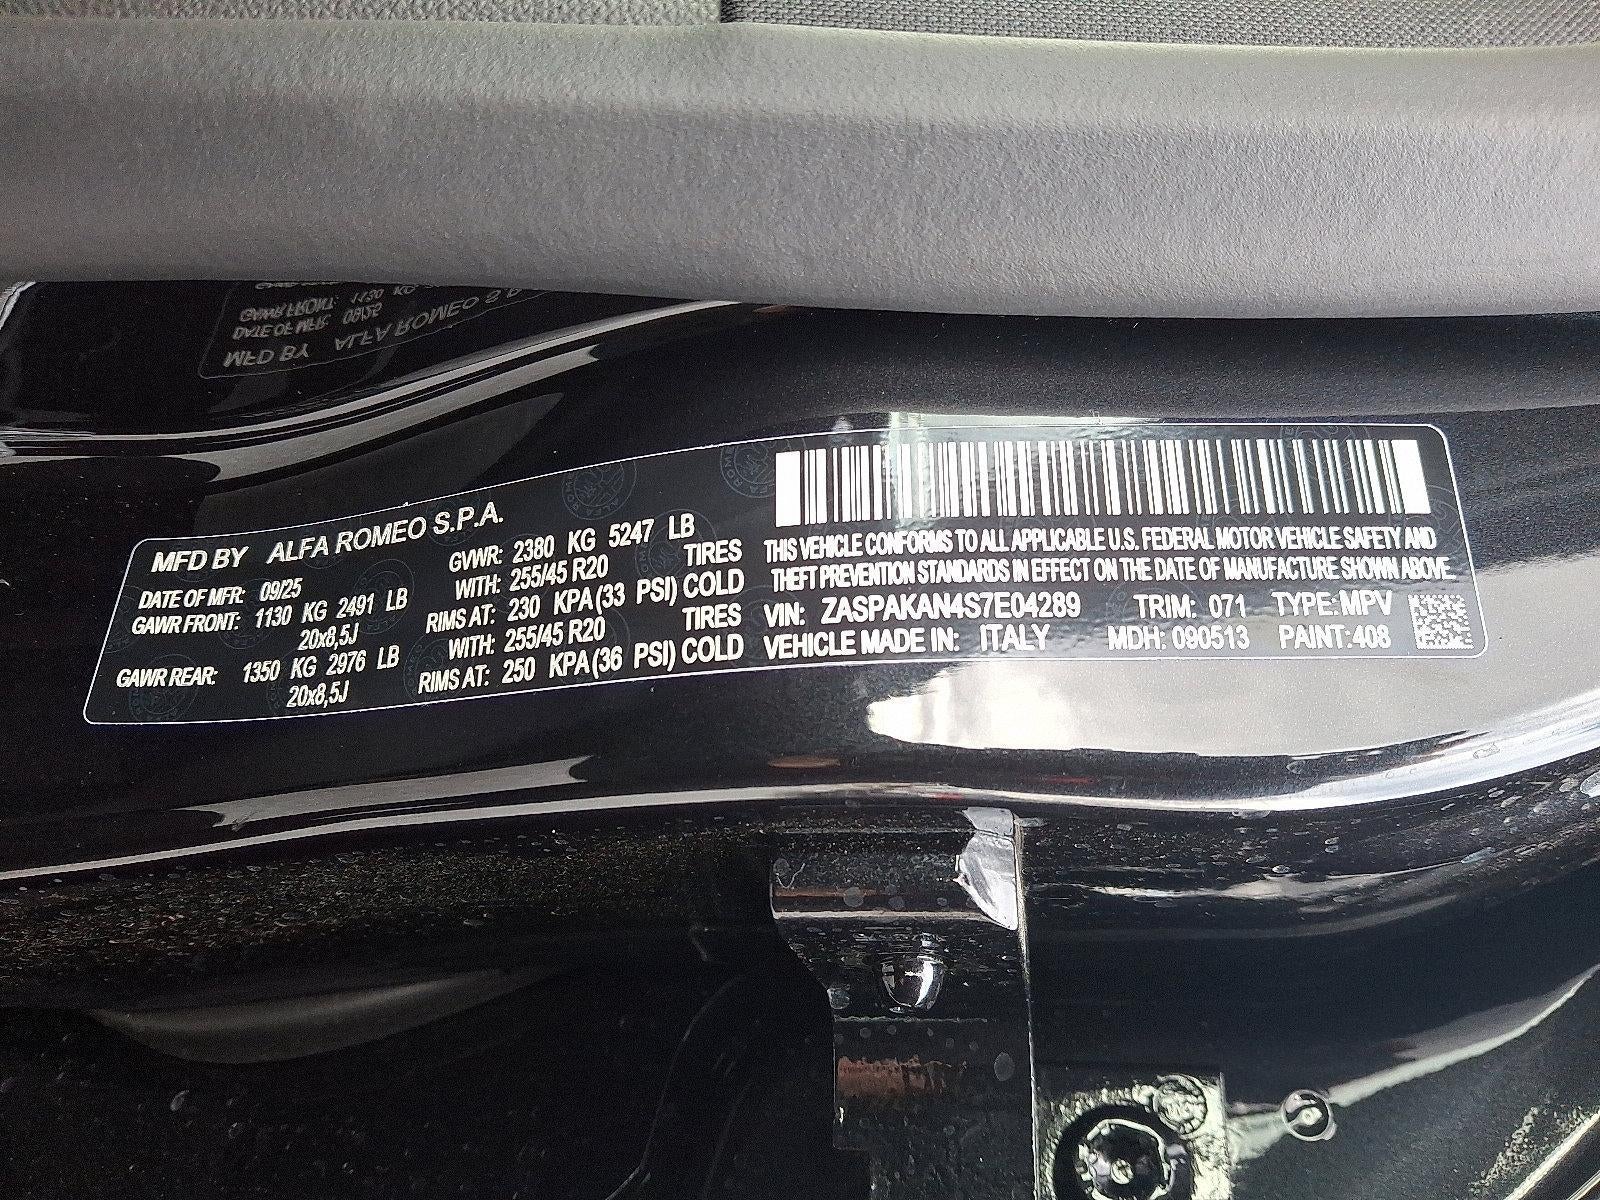 MFD BY ALFA ROMEO S.P.A.
DATE OF MFR: 09/25 GVWR: 2380 KG 5247 LB
GAWR FRONT: 1130 KG 2491 LB WITH: 255/45 R20 TIRES
20x8,5J RIMS AT: 230 KPA(33 PSI) COLD
GAWR REAR: 1350 KG 2976 LB WITH: 255/45 R20 TIRES
20x8,5J RIMS AT: 250 KPA(36 PSI) COLD
THIS VEHICLE CONFORMS TO ALL APPLICABLE U.S. FEDERAL MOTOR VEHICLE SAFETY AND
THEFT PREVENTION STANDARDS IN EFFECT ON THE DATE OF MANUFACTURE SHOWN ABOVE.
VIN: ZASPAKAN4S7E04289 TRIM: 071 TYPE: MPV
VEHICLE MADE IN: ITALY MDH: 090513 PAINT: 408